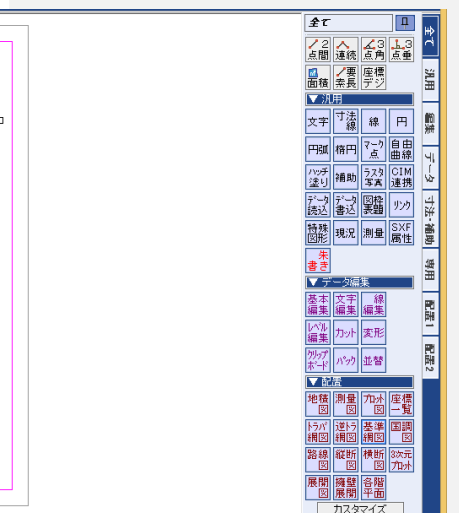 全て
2点間 連続 3点角 3点垂
面積 要素長 座標デジ
▼ 汎用
文字 寸法線 線 円
円弧 楕円 マーク点 自由曲線
ハッチ塗り 補助 ラスタ写真 CIM連携
データ読込 データ書込 図枠表題 リンク
特殊図形 現況 測量 SXF属性
朱書き
▼ データ編集
基本編集 文字編集 線編集
レベル編集 カット 変形
クリップボード パック 並替
▼ 配置
地積図 測量図 プロット図 座標一覧
トラバ網図 逆トラ網図 基準網図 国調図
路線図 縦断図 横断図 3次元プロット
展開図 擁壁展開 各階平面
カスタマイズ
全て
汎用
編集
データ
寸法・補助
専用
配置1
配置2